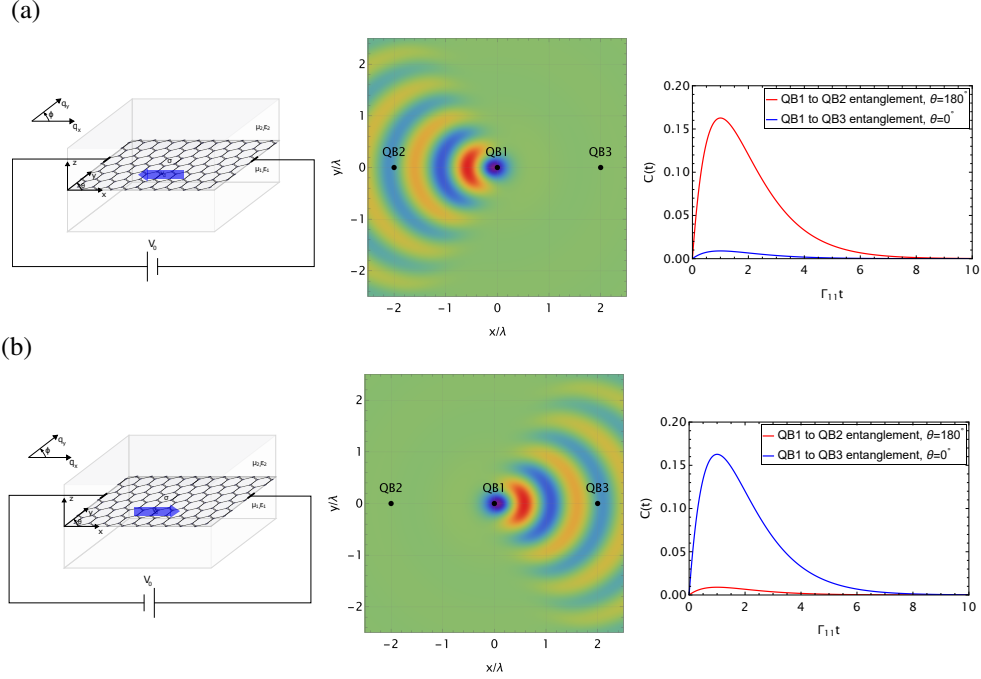 (a)
q_y
ϕ
q_x
μ₂,ε₂
z
y
σ
μ₁,ε₁
θ
x
V₀
y/λ
2
1
0
−1
−2
QB2
QB1
QB3
−2 −1 0 1 2
x/λ
C(t)
0.20
0.15
0.10
0.05
0.00
QB1 to QB2 entanglement, θ=180°
QB1 to QB3 entanglement, θ=0°
0 2 4 6 8 10
Γ₁₁t
(b)
q_y
ϕ
q_x
μ₂,ε₂
z
y
σ
μ₁,ε₁
θ
x
V₀
y/λ
2
1
0
−1
−2
QB2
QB1
QB3
−2 −1 0 1 2
x/λ
C(t)
0.20
0.15
0.10
0.05
0.00
QB1 to QB2 entanglement, θ=180°
QB1 to QB3 entanglement, θ=0°
0 2 4 6 8 10
Γ₁₁t